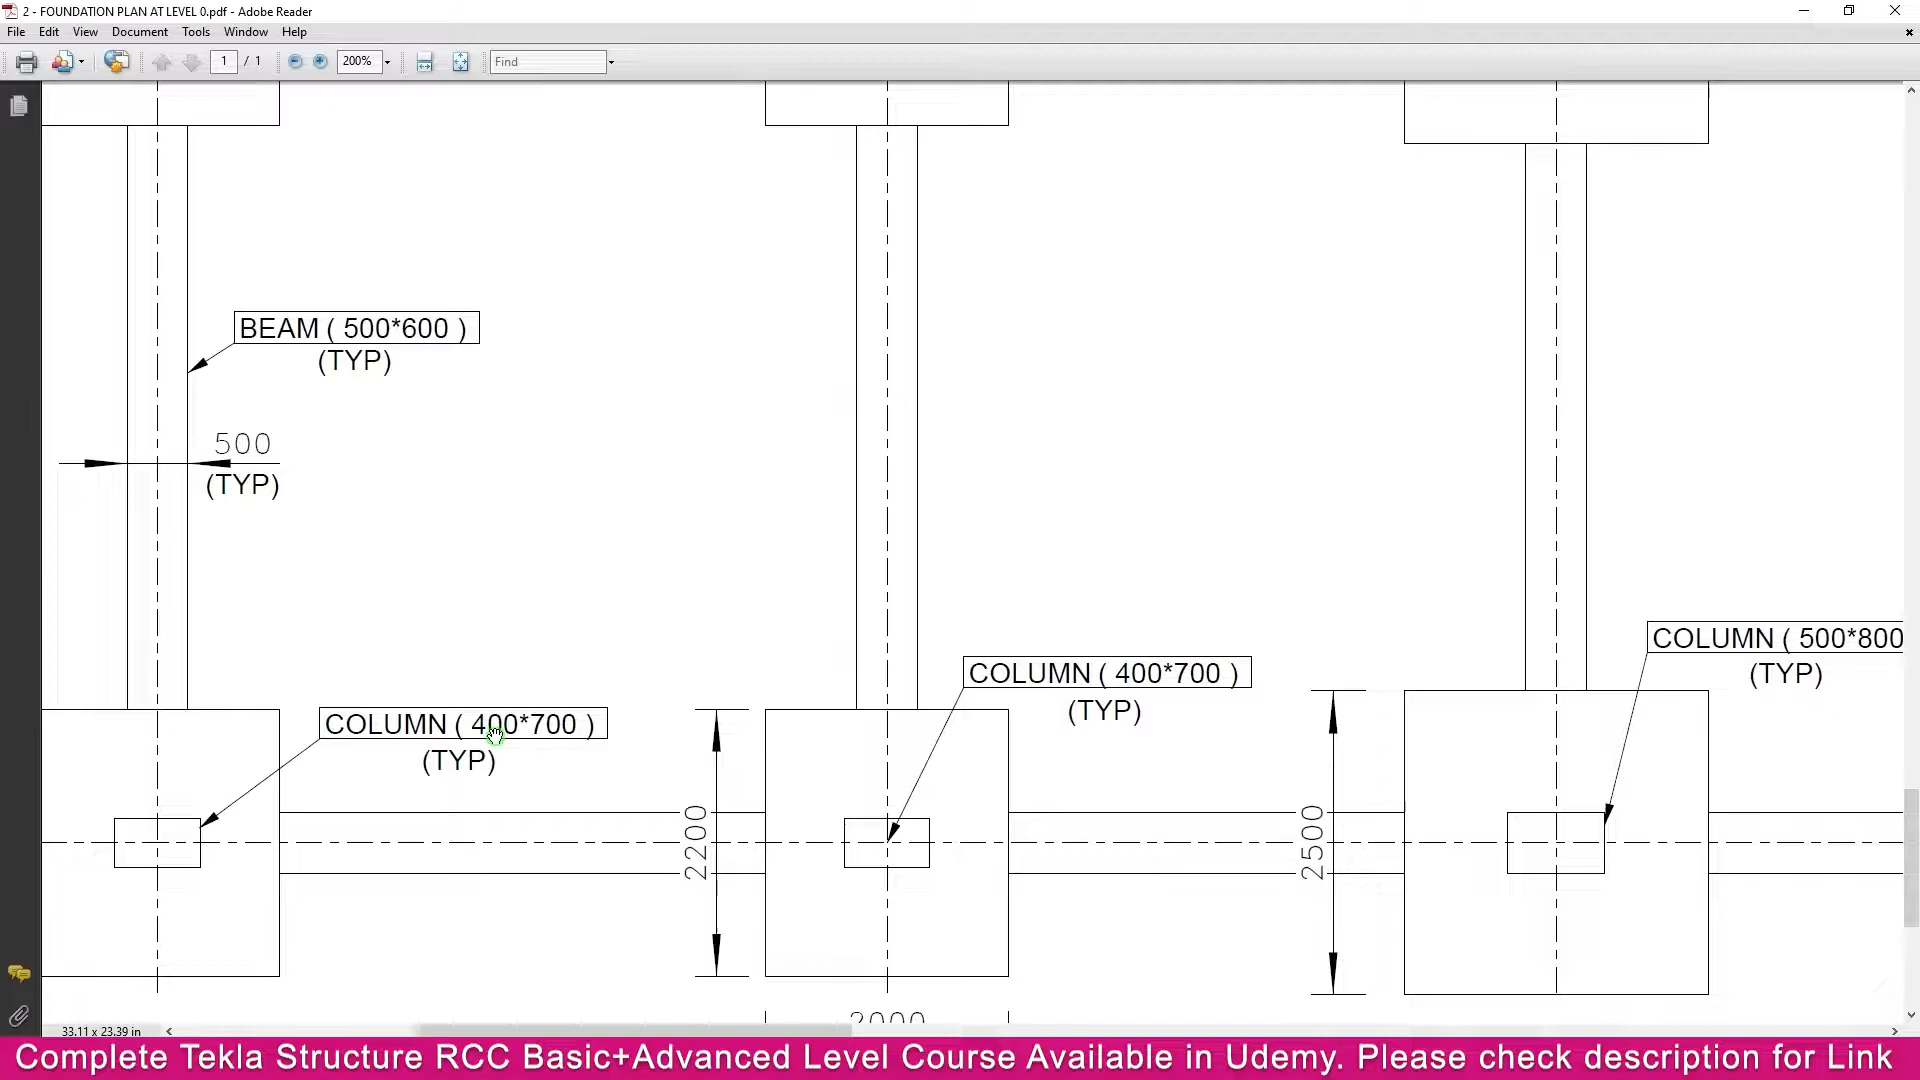 2 - FOUNDATION PLAN AT LEVEL 0.pdf - Adobe Reader
File Edit View Document Tools Window Help
1 / 1 200% Find
BEAM ( 500*600 )
(TYP)
500
(TYP)
COLUMN ( 500*800
(TYP)
COLUMN ( 400*700 )
(TYP)
COLUMN ( 400*700 )
(TYP)
2200
2500
2000
33.11 x 23.39 in
Complete Tekla Structure RCC Basic+Advanced Level Course Available in Udemy. Please check description for Link